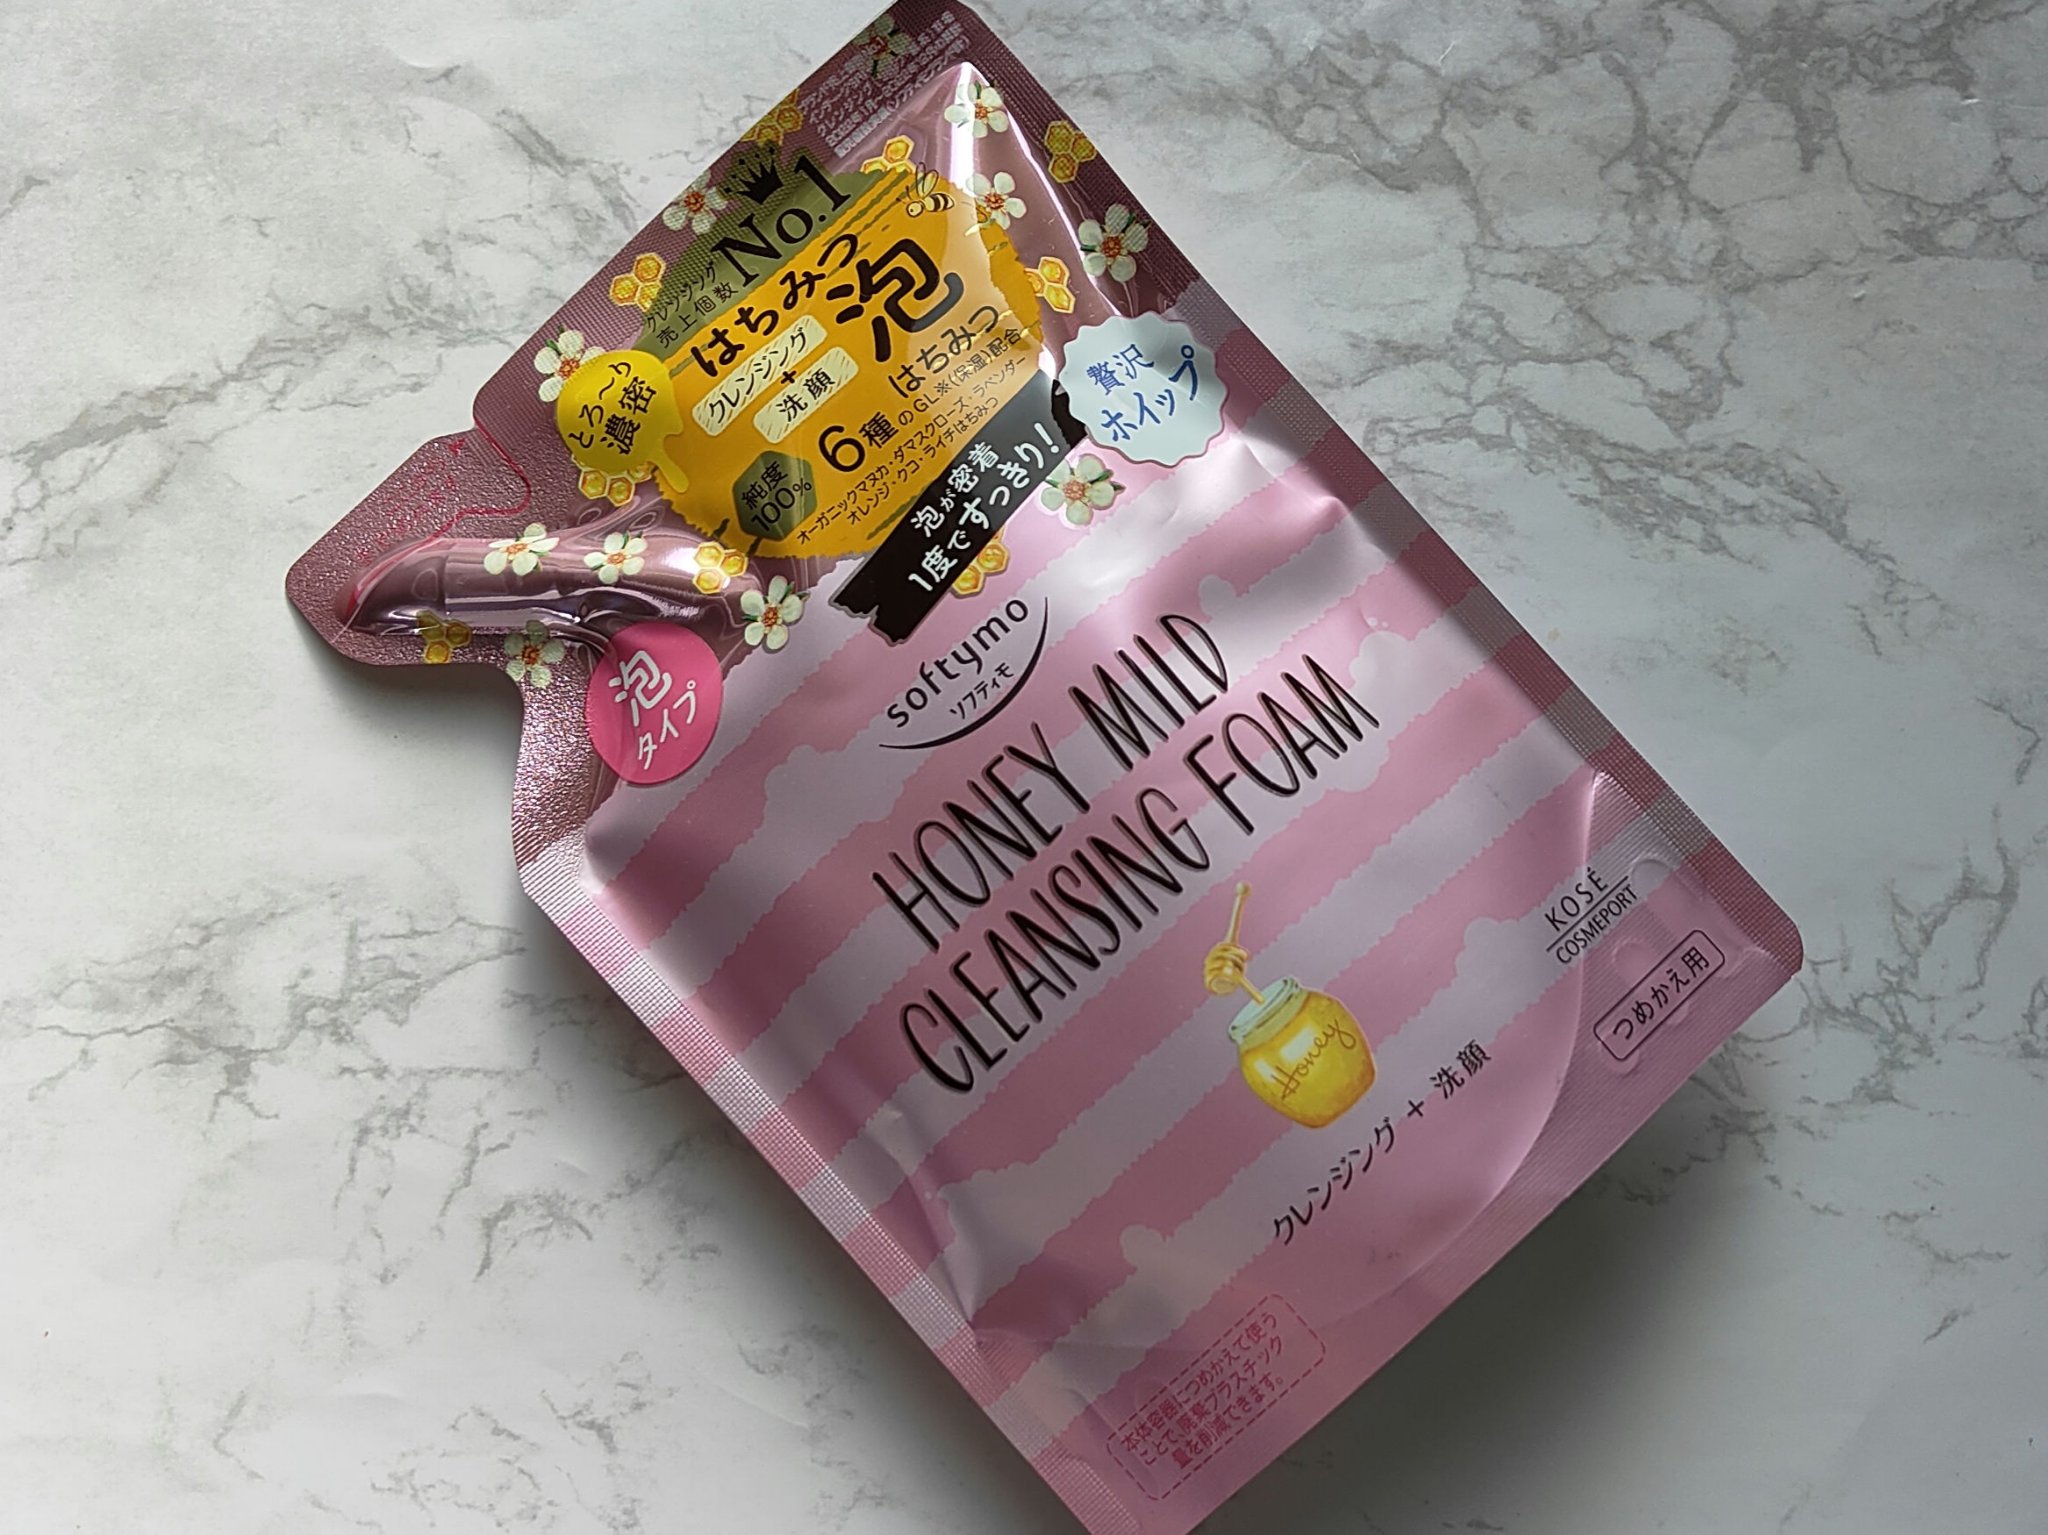 クレンジング
売上個数
No.1
はちみつ
泡
クレンジング
+
洗顔
とろ〜り
濃密
はちみつ
6種のGL※(保湿)配合
純度
100%
オーガニックマヌカ・ダマスクローズ・ラベンダー
オレンジ・クコ・ライチはちみつ
泡が密着
1度ですっきり!
贅沢
ホイップ
泡
タイプ
softymo
ソフティモ
HONEY MILD
CLEANSING FOAM
Honey
クレンジング + 洗顔
KOSÉ
COSMEPORT
つめかえ用
本体容器につめかえて使う
ことで、廃棄プラスチック
量を削減できます。